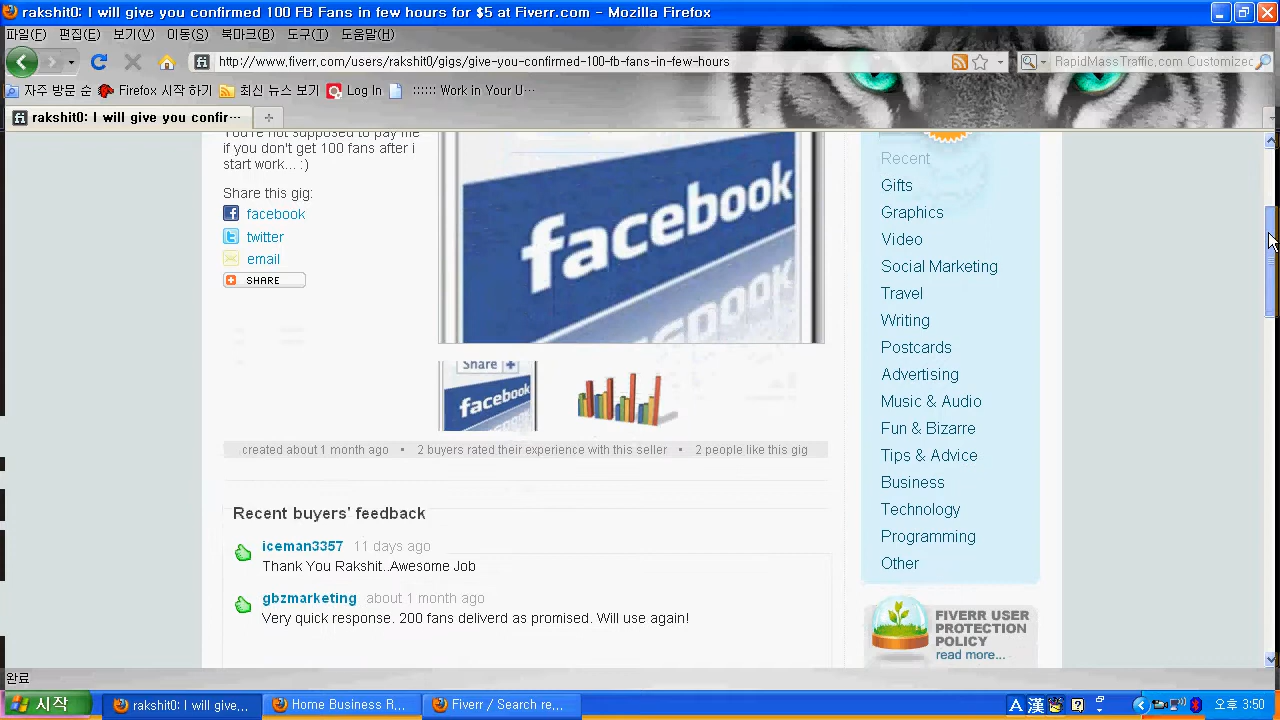 rakshit0: I will give you confirmed 100 FB Fans in few hours for $5 at Fiverr.com - Mozilla Firefox
파일(F) 편집(E) 보기(V) 이동(S) 북마크(B) 도구(T) 도움말(H)
fi http://www.fiverr.com/users/rakshit0/gigs/give-you-confirmed-100-fb-fans-in-few-hours RapidMassTraffic.com Customized
자주 방문 순 Firefox 시작 하기 최신 뉴스 보기 Log In :::::: Work in Your U···
fi rakshit0: I will give you confir···
You're not supposed to pay me
if you don't get 100 fans after i
start work... :)
Share this gig:
facebook
twitter
email
SHARE
facebook
Share +
facebook
created about 1 month ago • 2 buyers rated their experience with this seller • 2 people like this gig
Recent buyers' feedback
iceman3357 11 days ago
Thank You Rakshit..Awesome Job
gbzmarketing about 1 month ago
Very quick response. 200 fans deliverd as promised. Will use again!
Recent
Gifts
Graphics
Video
Social Marketing
Travel
Writing
Postcards
Advertising
Music & Audio
Fun & Bizarre
Tips & Advice
Business
Technology
Programming
Other
FIVERR USER
PROTECTION
POLICY
read more...
완료
시작 rakshit0: I will give... Home Business R... Fiverr / Search re... A 漢 오후 3:50